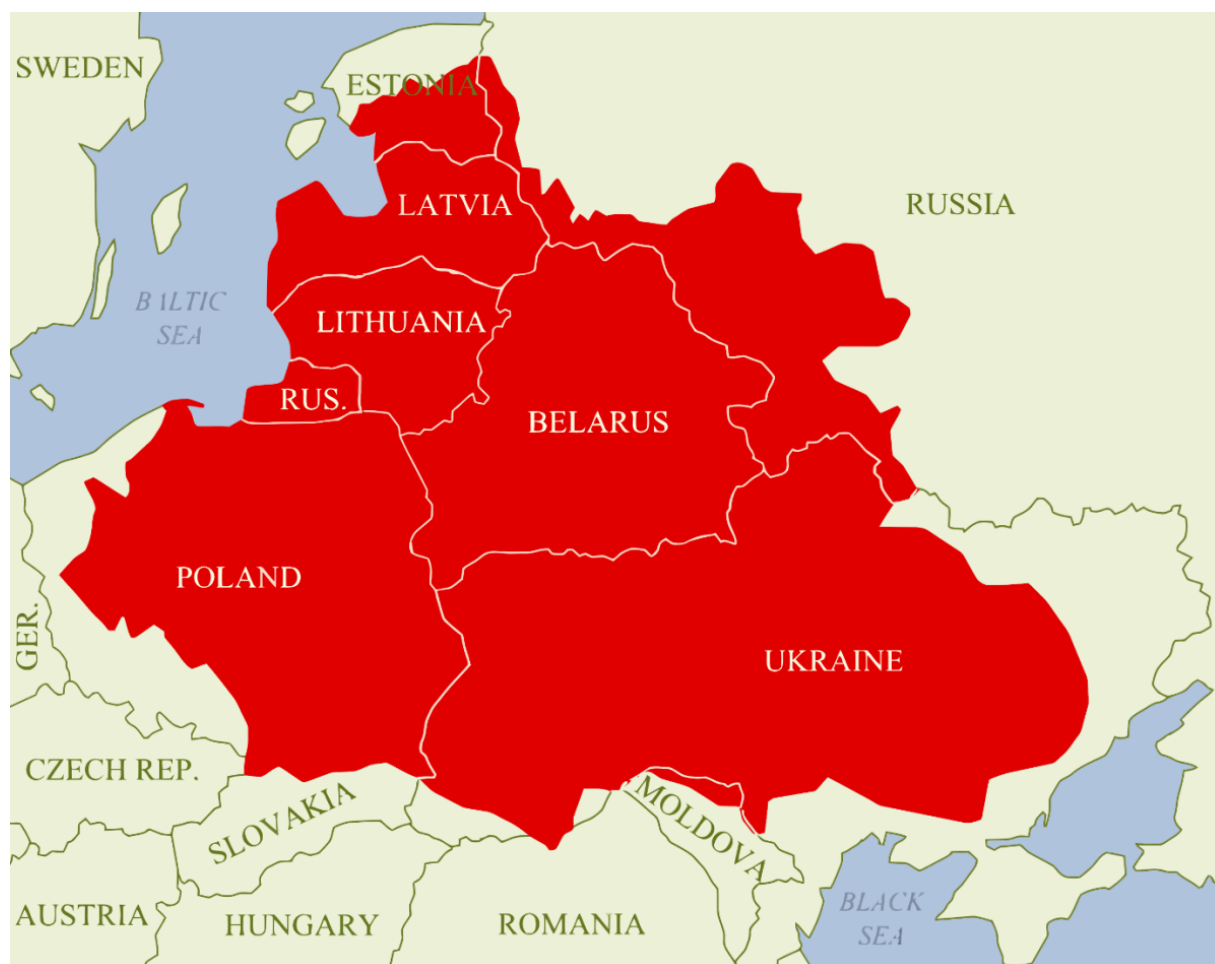 SWEDEN
ESTONIA
RUSSIA
LATVIA
BALTIC
SEA
LITHUANIA
RUS.
BELARUS
POLAND
GER.
UKRAINE
CZECH REP.
SLOVAKIA
MOLDOVA
AUSTRIA
HUNGARY
ROMANIA
BLACK
SEA